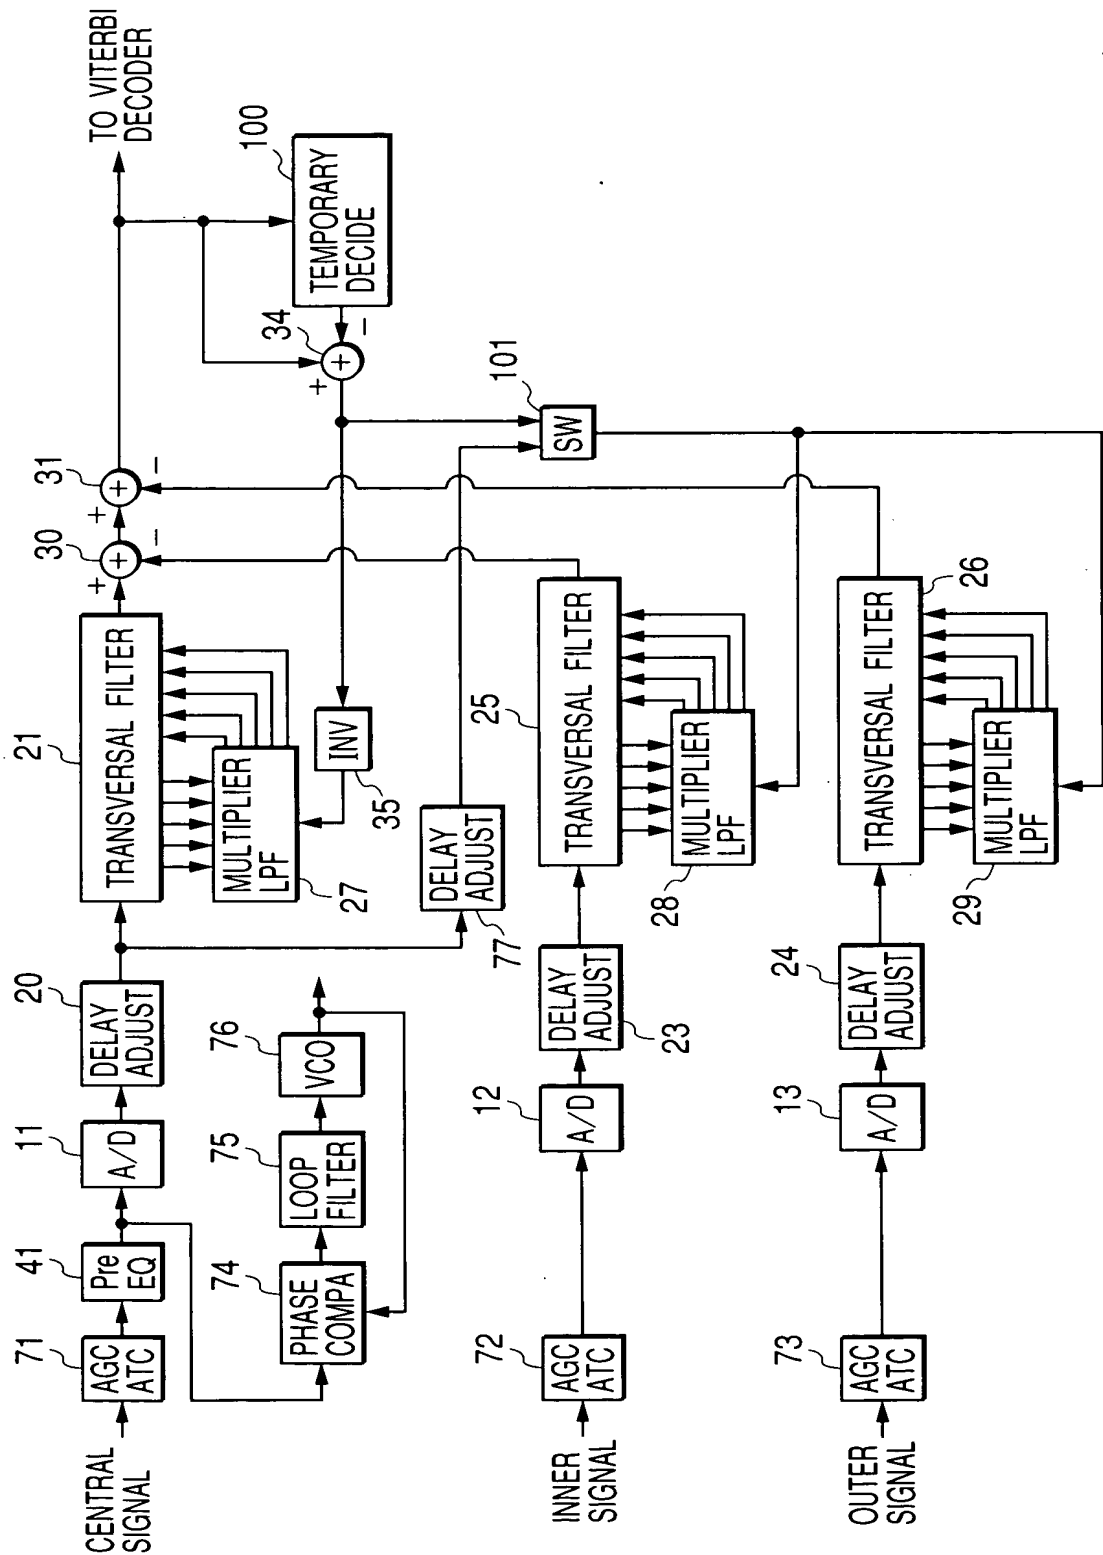 CENTRAL
SIGNAL
71
AGC
ATC
41
Pre
EQ
11
A/D
20
DELAY
ADJUST
21
TRANSVERSAL FILTER
MULTIPLIER
LPF
27
+
30
+
−
+
31
+
−
TO VITERBI
DECODER
100
TEMPORARY
DECIDE
34
+
+
−
INV
35
74
PHASE
COMPA
75
LOOP
FILTER
76
VCO
DELAY
ADJUST
77
101
SW
INNER
SIGNAL
72
AGC
ATC
12
A/D
DELAY
ADJUST
23
25
TRANSVERSAL FILTER
MULTIPLIER
LPF
28
OUTER
SIGNAL
73
AGC
ATC
13
A/D
24
DELAY
ADJUST
TRANSVERSAL FILTER
26
MULTIPLIER
LPF
29